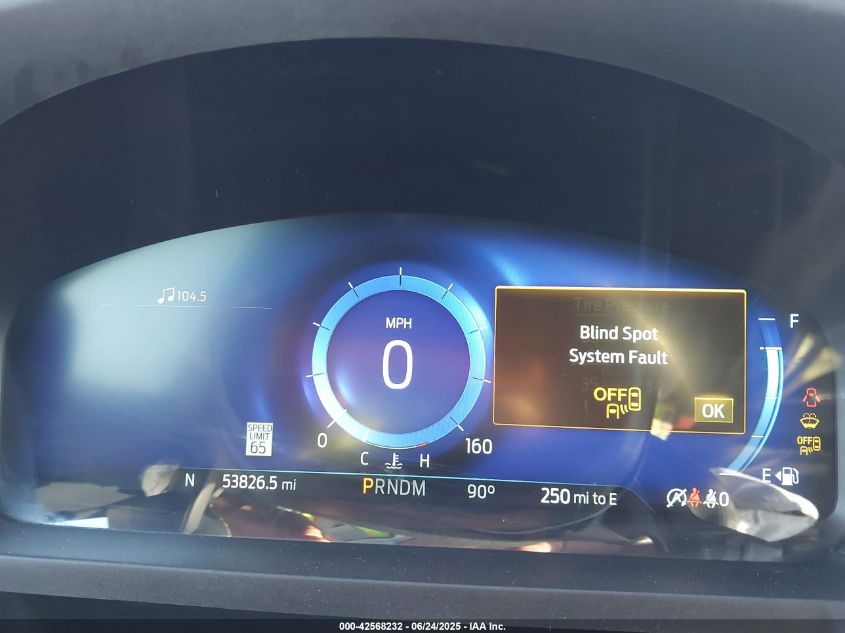 104.5
Tire Pressure
Blind Spot
System Fault
OFF
OK
MPH
0
0
160
C
H
SPEED
LIMIT
65
F
E
OFF
N
53826.5 mi
PRNDM
90°
250 mi to E
0
000-42568232 - 06/24/2025 - IAA Inc.